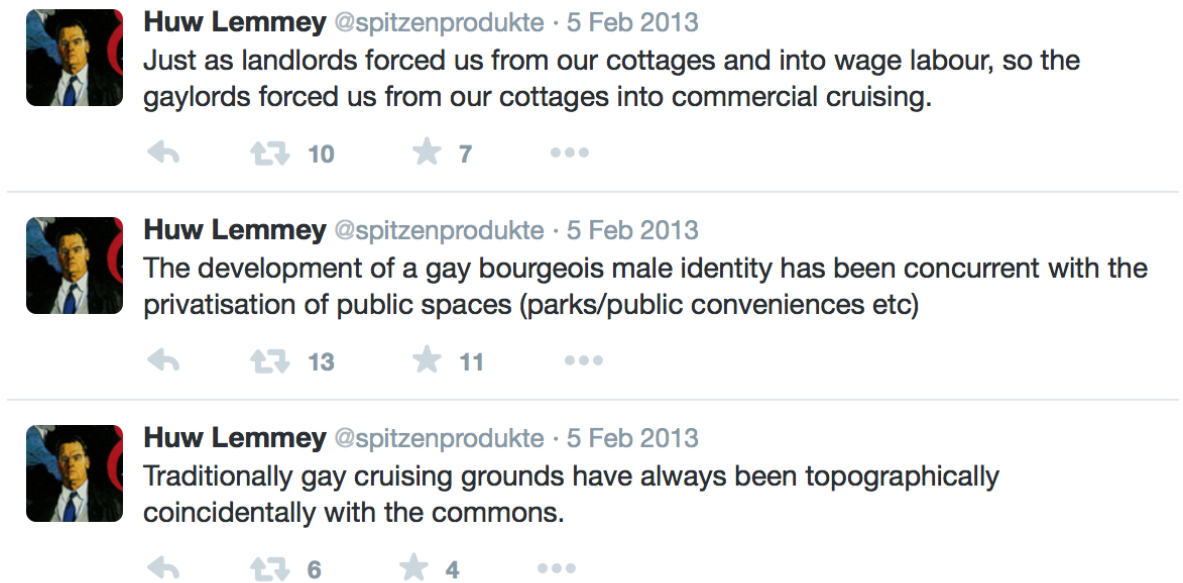 Huw Lemmey @spitzenprodukte · 5 Feb 2013
Just as landlords forced us from our cottages and into wage labour, so the
gaylords forced us from our cottages into commercial cruising.
10 7
Huw Lemmey @spitzenprodukte · 5 Feb 2013
The development of a gay bourgeois male identity has been concurrent with the
privatisation of public spaces (parks/public conveniences etc)
13 11
Huw Lemmey @spitzenprodukte · 5 Feb 2013
Traditionally gay cruising grounds have always been topographically
coincidentally with the commons.
6 4